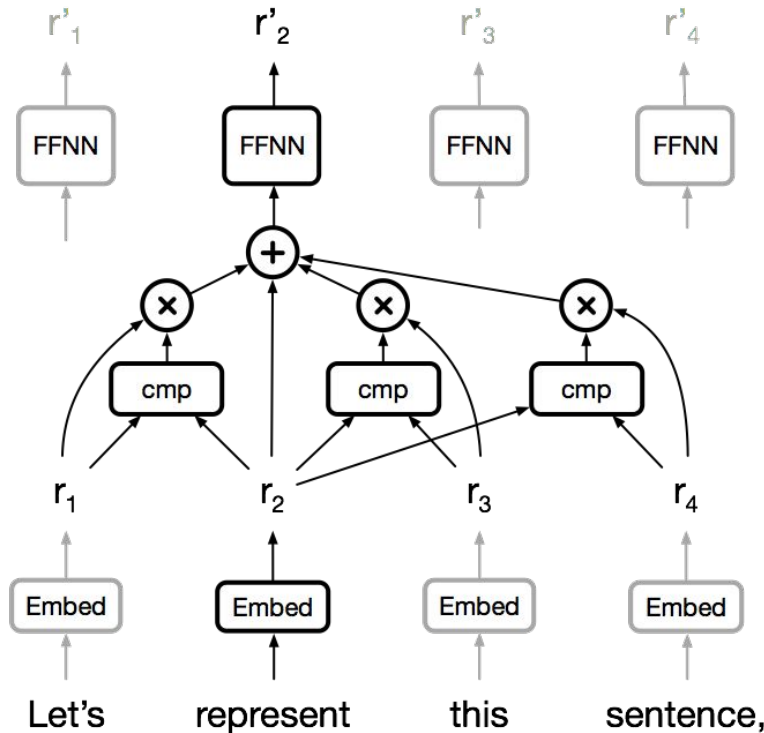 r'₁ r'₂ r'₃ r'₄
FFNN FFNN FFNN FFNN
+
× × ×
cmp cmp cmp
r₁ r₂ r₃ r₄
Embed Embed Embed Embed
Let's represent this sentence,